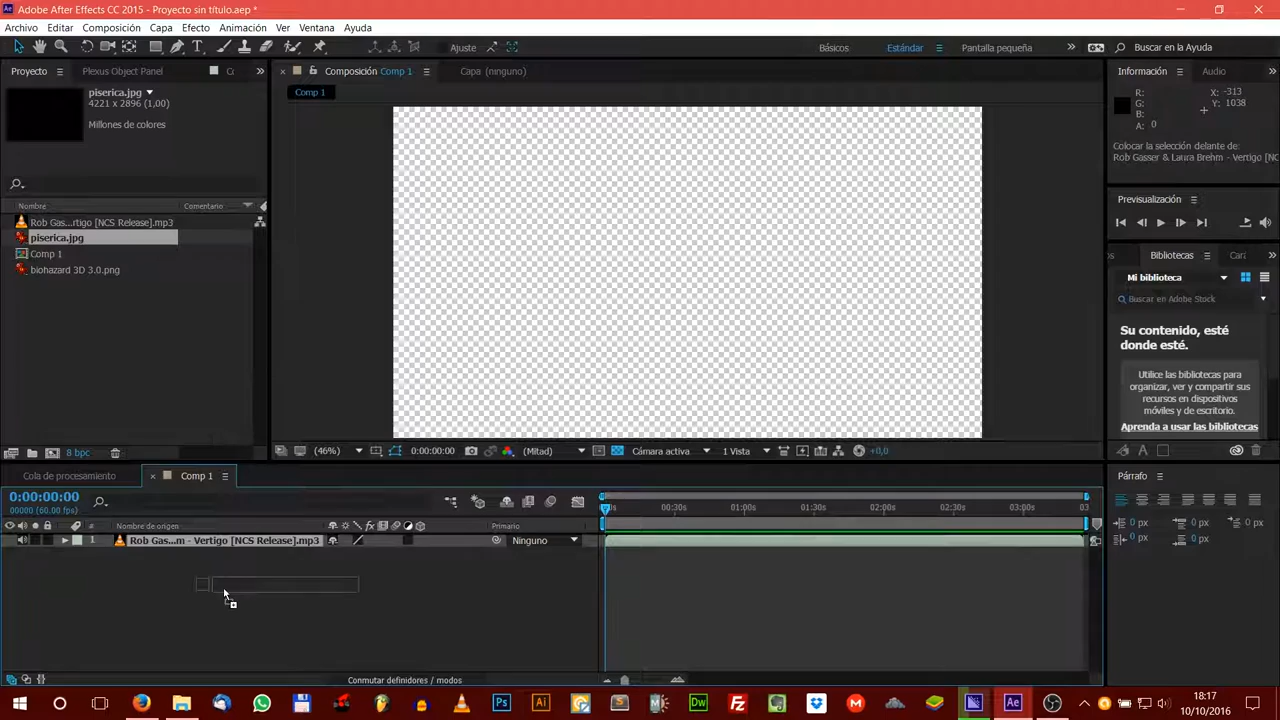 Adobe After Effects CC 2015 - Proyecto sin título.aep *
Archivo Editar Composición Capa Efecto Animación Ver Ventana Ayuda
Ajuste Básicos Estándar Pantalla pequeña Buscar en la Ayuda
Proyecto Plexus Object Panel Composición Comp 1 Capa (ninguno) Información Audio
piserica.jpg
4221 x 2896 (1,00)
Millones de colores
Comp 1
R: X: -313
G: Y: 1038
B:
A: 0
Colocar la selección delante de:
Rob Gasser & Laura Brehm - Vertigo [NC
Previsualización
Nombre Comentario
Rob Gas...rtigo [NCS Release].mp3
piserica.jpg
Comp 1
biohazard 3D 3.0.png
Bibliotecas
Mi biblioteca
Buscar en Adobe Stock
Su contenido, esté
donde esté.
Utilice las bibliotecas para
organizar, ver y compartir sus
recursos en dispositivos
móviles y de escritorio.
Aprenda a usar las bibliotecas
8 bpc (46%) 0:00:00:00 (Mitad) Cámara activa 1 Vista +0,0
Cola de procesamiento Comp 1 Párrafo
0:00:00:00
00000 (60.00 fps)
00:30s 01:00s 01:30s 02:00s 02:30s 03:00s 03
# Nombre de origen Primario
1 Rob Gas...m - Vertigo [NCS Release].mp3 Ninguno
0 px 0 px 0 px
0 px 0 px
Conmutar definidores / modos
18:17
10/10/2016